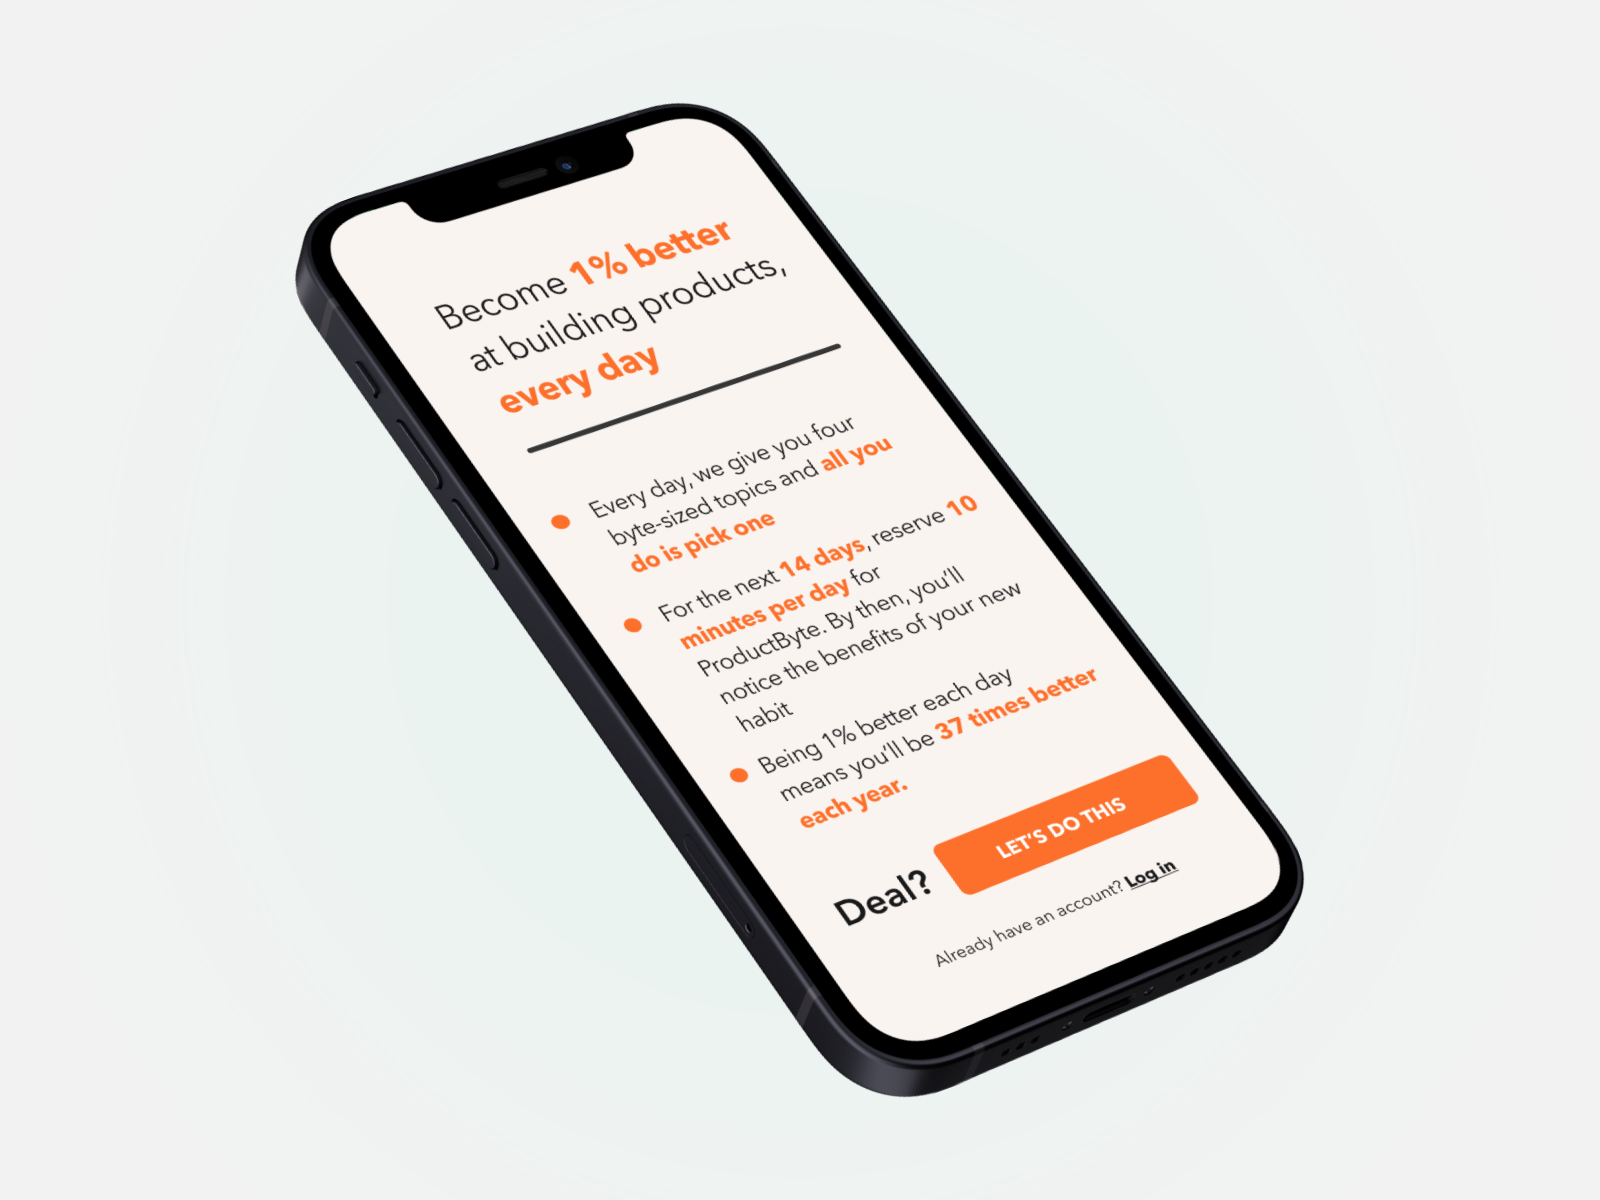 Become 1% better
at building products,
every day
Every day, we give you four
byte-sized topics and all you
do is pick one
For the next 14 days, reserve 10
minutes per day for
ProductByte. By then, you'll
notice the benefits of your new
habit
Being 1% better each day
means you'll be 37 times better
each year.
Deal?
LET'S DO THIS
Already have an account? Log in